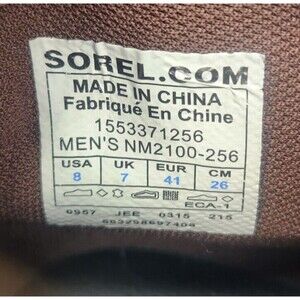 SOREL.COM
MADE IN CHINA
Fabriqué En Chine
1553371256
MEN'S NM2100-256
USA UK EUR CM
8 7 41 26
ECA-1
0957 JEE 0315 215